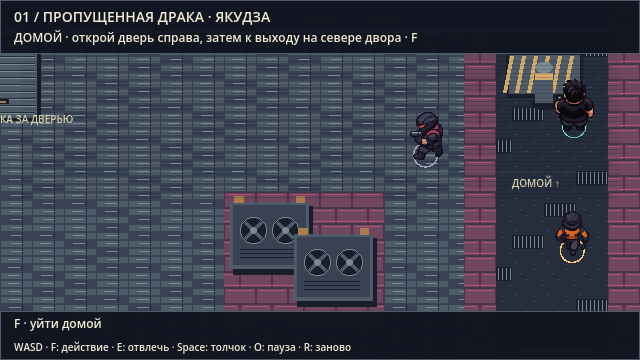 01 / ПРОПУЩЕННАЯ ДРАКА · ЯКУДЗА
ДОМОЙ · открой дверь справа, затем к выходу на севере двора · F
КА ЗА ДВЕРЬЮ
ДОМОЙ ↑
F · уйти домой
WASD · F: действие · E: отвлечь · Space: толчок · O: пауза · R: заново